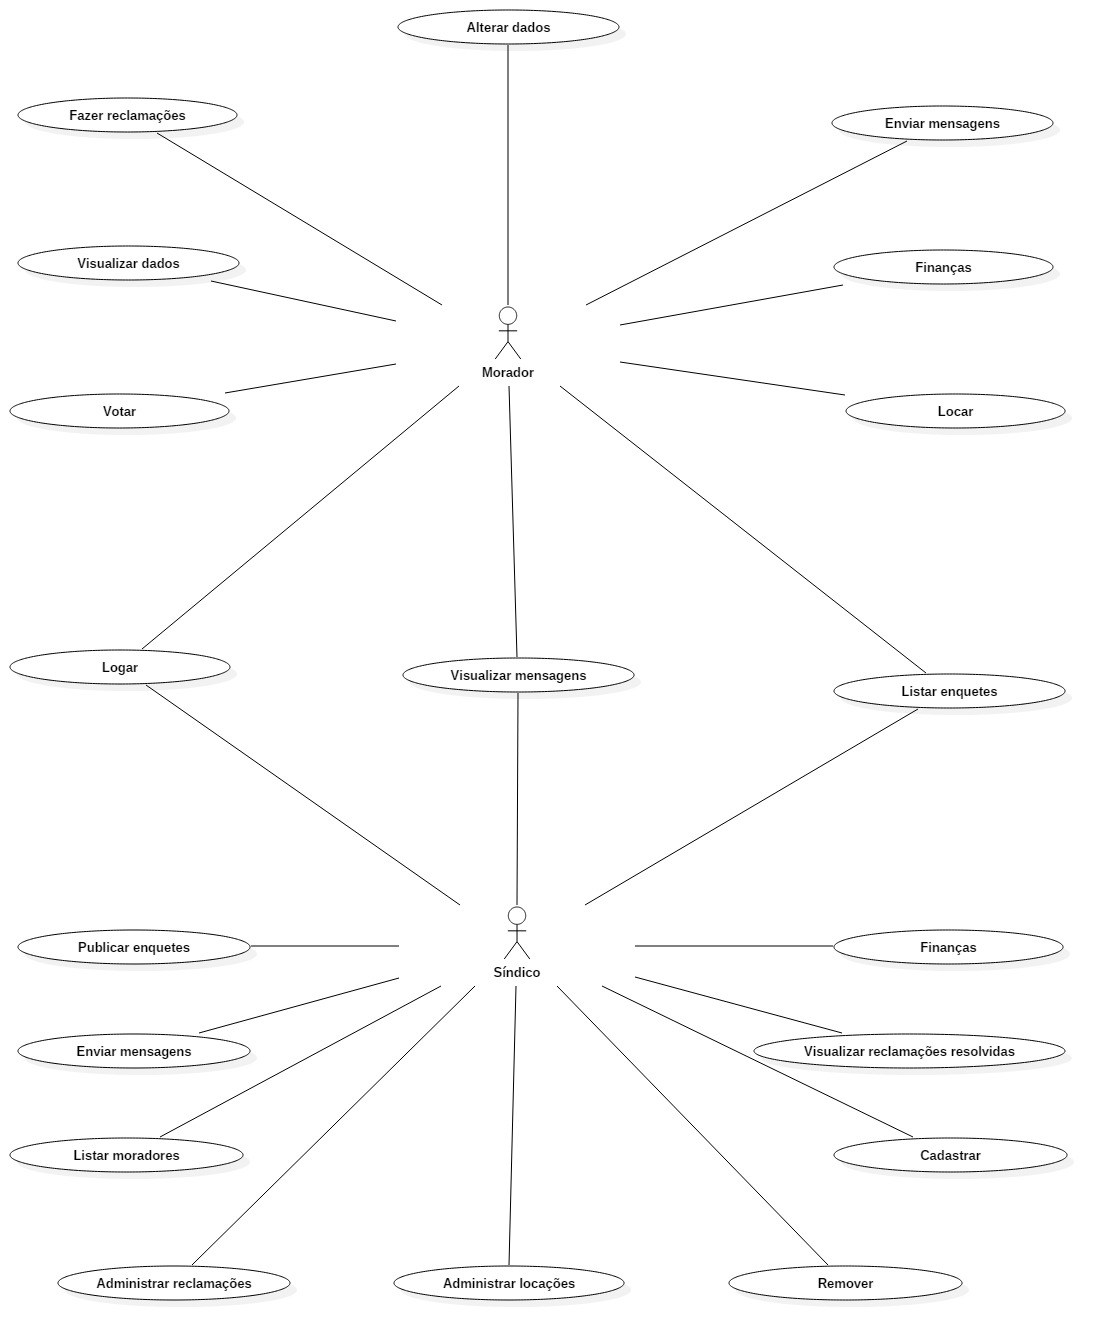 Alterar dados
Fazer reclamações
Enviar mensagens
Visualizar dados
Finanças
Morador
Votar
Locar
Logar
Visualizar mensagens
Listar enquetes
Publicar enquetes
Finanças
Síndico
Enviar mensagens
Visualizar reclamações resolvidas
Listar moradores
Cadastrar
Administrar reclamações
Administrar locações
Remover